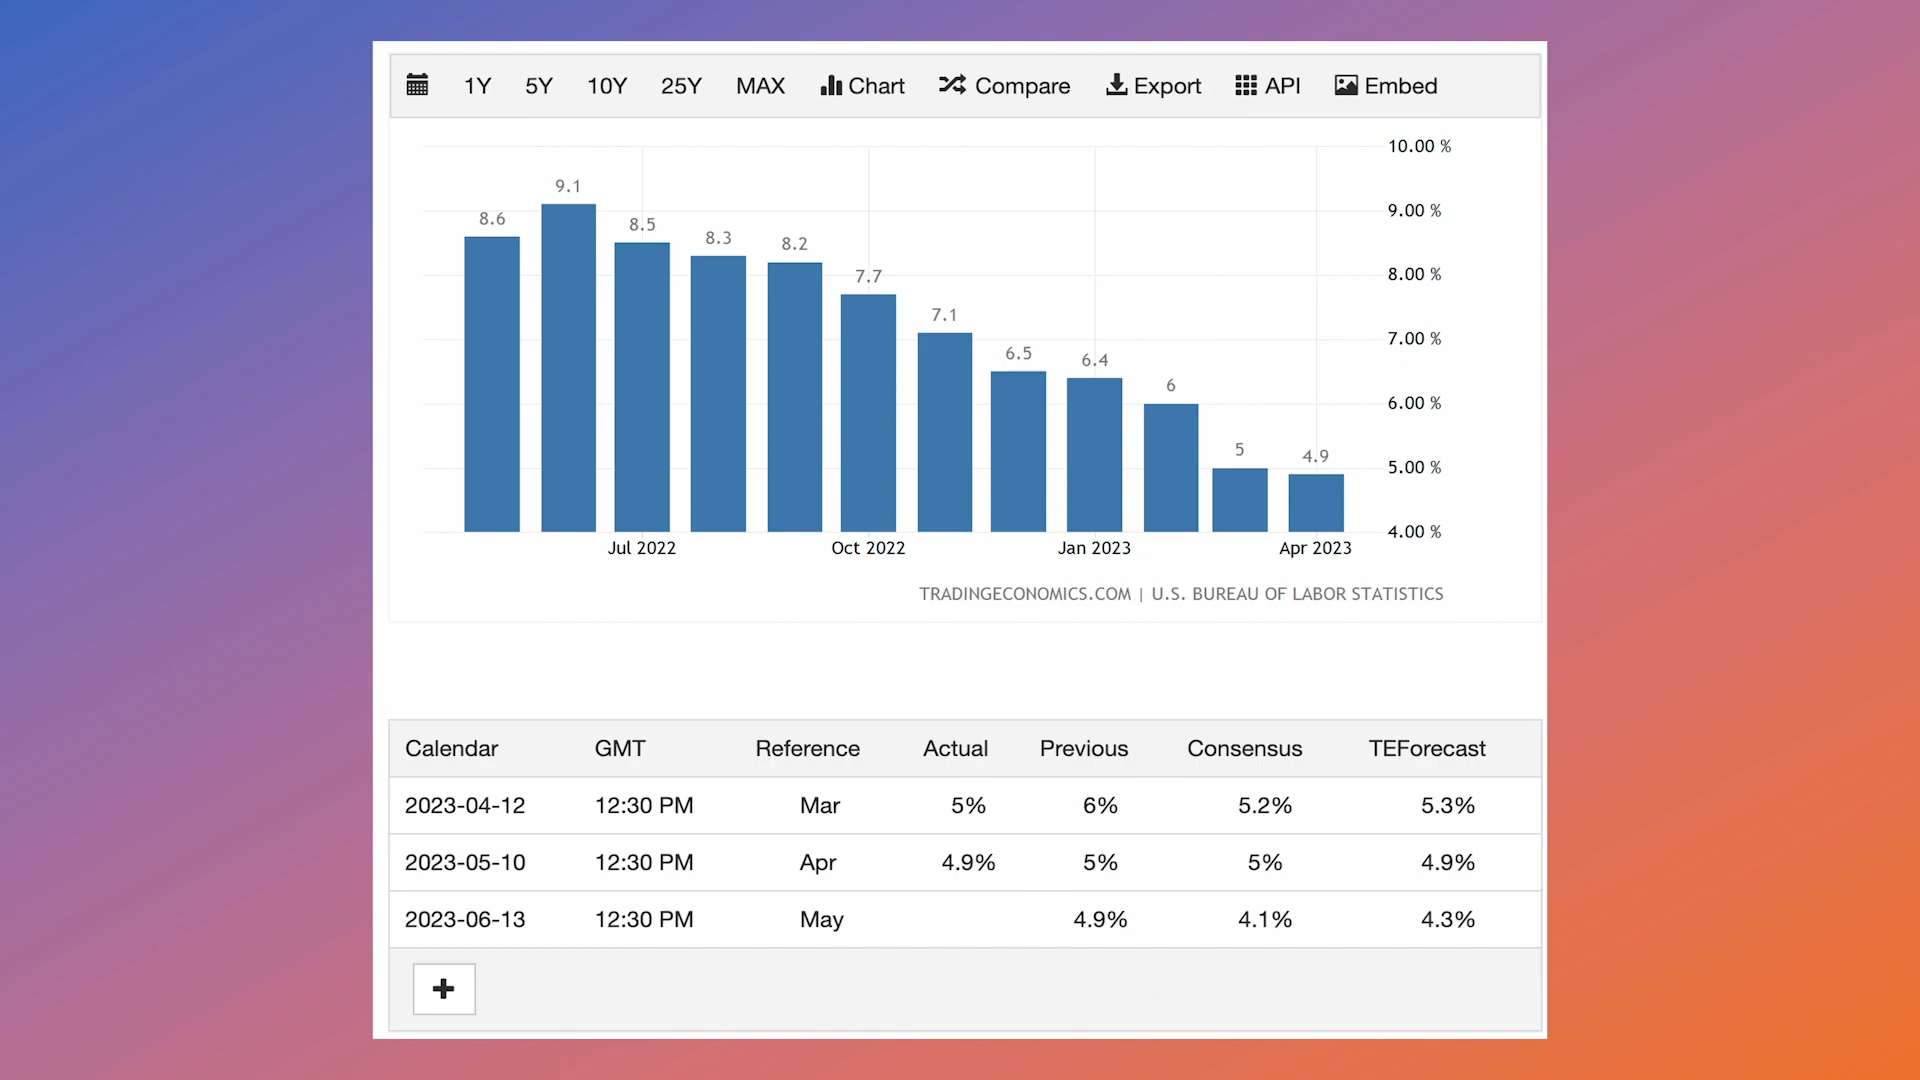 1Y 5Y 10Y 25Y MAX Chart Compare Export API Embed
10.00 %
9.1
9.00 %
8.6
8.5
8.3
8.2
8.00 %
7.7
7.1
7.00 %
6.5
6.4
6
6.00 %
5
4.9
5.00 %
4.00 %
Jul 2022 Oct 2022 Jan 2023 Apr 2023
TRADINGECONOMICS.COM | U.S. BUREAU OF LABOR STATISTICS
Calendar GMT Reference Actual Previous Consensus TEForecast
2023-04-12 12:30 PM Mar 5% 6% 5.2% 5.3%
2023-05-10 12:30 PM Apr 4.9% 5% 5% 4.9%
2023-06-13 12:30 PM May 4.9% 4.1% 4.3%